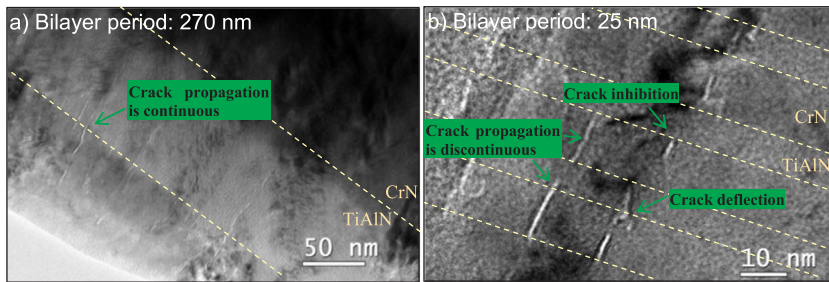 a) Bilayer period: 270 nm
Crack propagation
is continuous
CrN
TiAlN
50 nm
b) Bilayer period: 25 nm
Crack inhibition
CrN
Crack propagation
is discontinuous
TiAlN
Crack deflection
10 nm